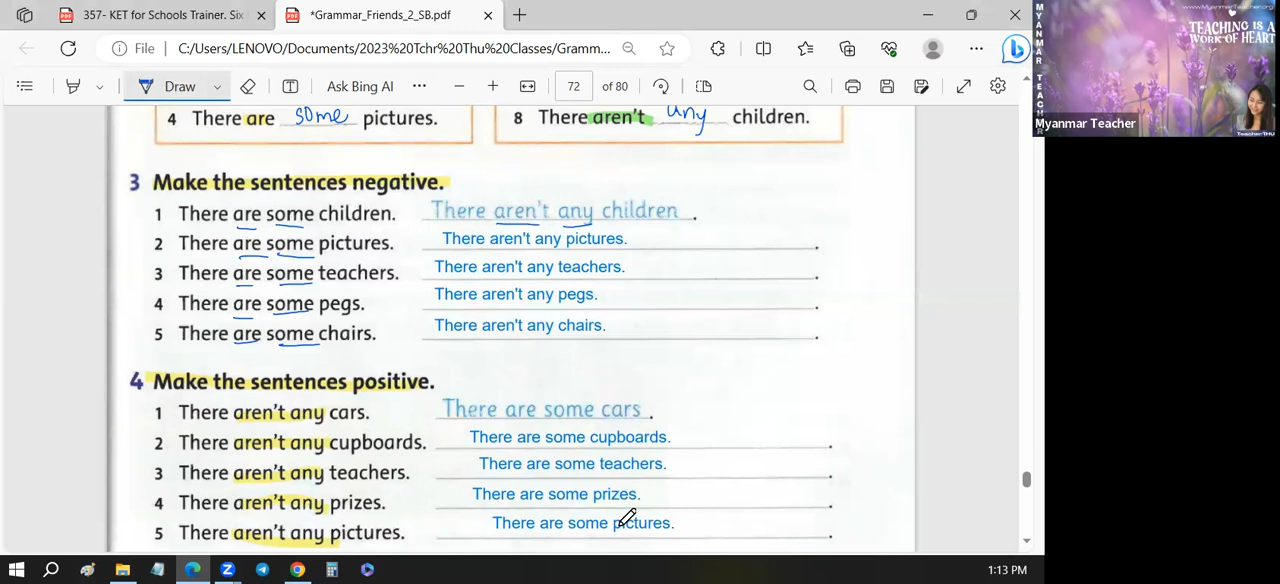 357- KET for Schools Trainer. Six
*Grammar_Friends_2_SB.pdf
File
C:/Users/LENOVO/Documents/2023%20Tchr%20Thu%20Classes/Gramm...
Draw
Ask Bing AI
72
of 80
4 There are some pictures.
8 There aren't any children.
3 Make the sentences negative.
1 There are some children. There aren't any children .
2 There are some pictures. There aren't any pictures. .
3 There are some teachers. There aren't any teachers. .
4 There are some pegs. There aren't any pegs. .
5 There are some chairs. There aren't any chairs. .
4 Make the sentences positive.
1 There aren't any cars. There are some cars .
2 There aren't any cupboards. There are some cupboards. .
3 There aren't any teachers. There are some teachers. .
4 There aren't any prizes. There are some prizes. .
5 There aren't any pictures. There are some pictures. .
MYANMAR TEACHER
www.MyanmarTeacher.org
TEACHING IS A
WORK OF HEART
Myanmar Teacher
Teacher THU
1:13 PM